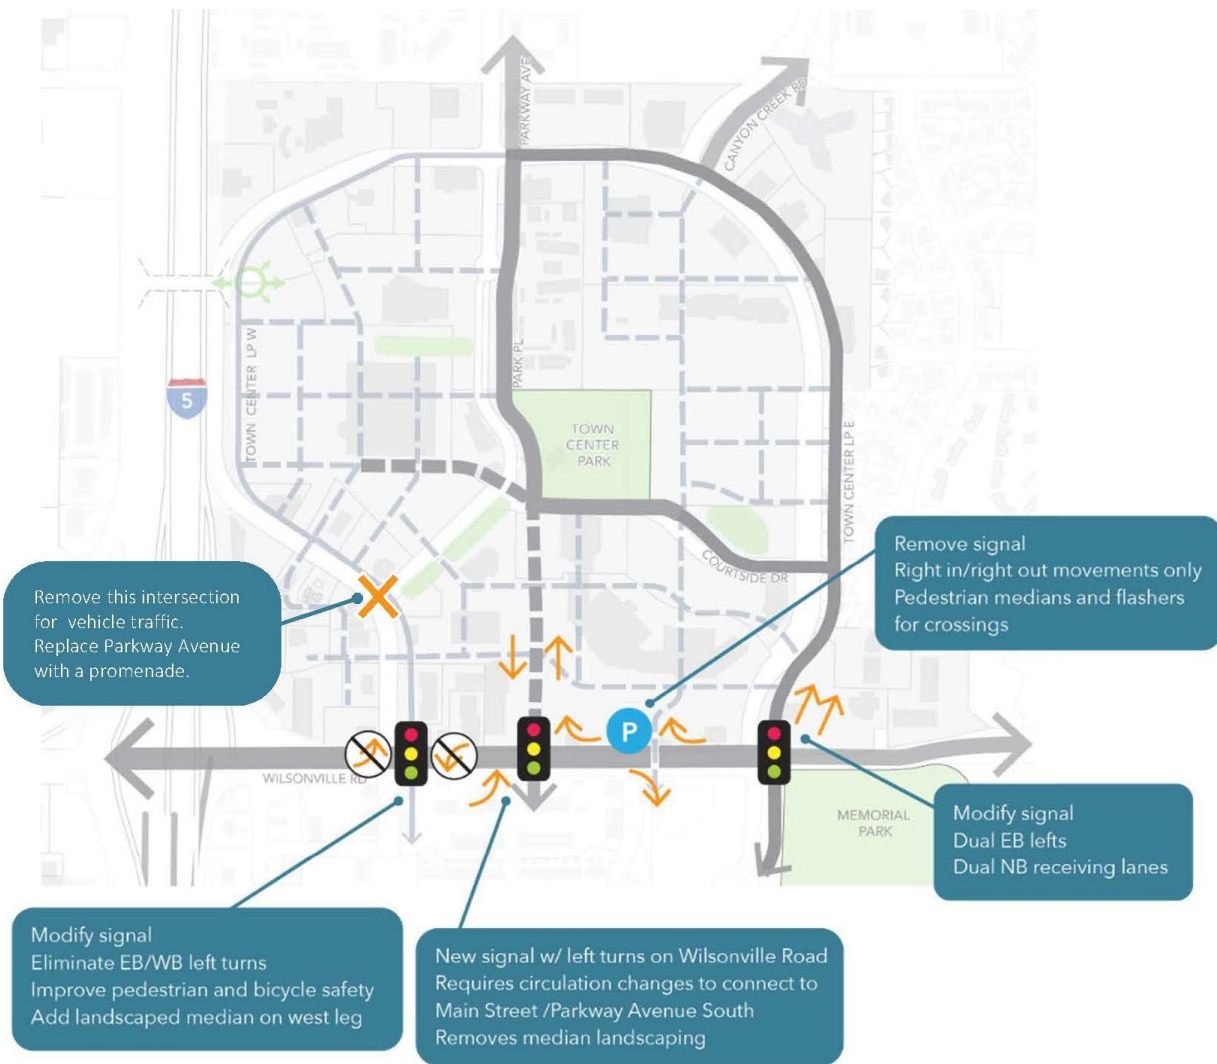 PARKWAY AVE
CANYON CREEK RD
TOWN CENTER LP W
5
PARK PL
TOWN
CENTER
PARK
TOWN CENTER LP E
COURTSIDE DR
Remove signal
Right in/right out movements only
Pedestrian medians and flashers
for crossings
Remove this intersection
for vehicle traffic.
Replace Parkway Avenue
with a promenade.
P
WILSONVILLE RD
MEMORIAL
PARK
Modify signal
Dual EB lefts
Dual NB receiving lanes
Modify signal
Eliminate EB/WB left turns
Improve pedestrian and bicycle safety
Add landscaped median on west leg
New signal w/ left turns on Wilsonville Road
Requires circulation changes to connect to
Main Street /Parkway Avenue South
Removes median landscaping